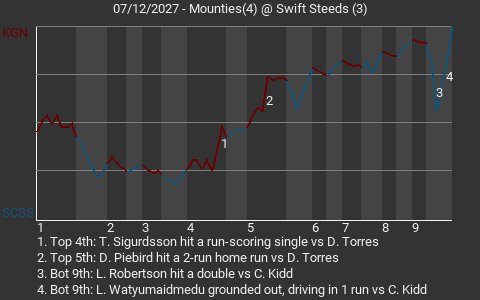 07/12/2027 - Mounties(4) @ Swift Steeds (3)
KGN
4
3
2
1
SCSS
1 2 3 4 5 6 7 8 9
1. Top 4th: T. Sigurdsson hit a run-scoring single vs D. Torres
2. Top 5th: D. Piebird hit a 2-run home run vs D. Torres
3. Bot 9th: L. Robertson hit a double vs C. Kidd
4. Bot 9th: L. Watyumaidmedu grounded out, driving in 1 run vs C. Kidd